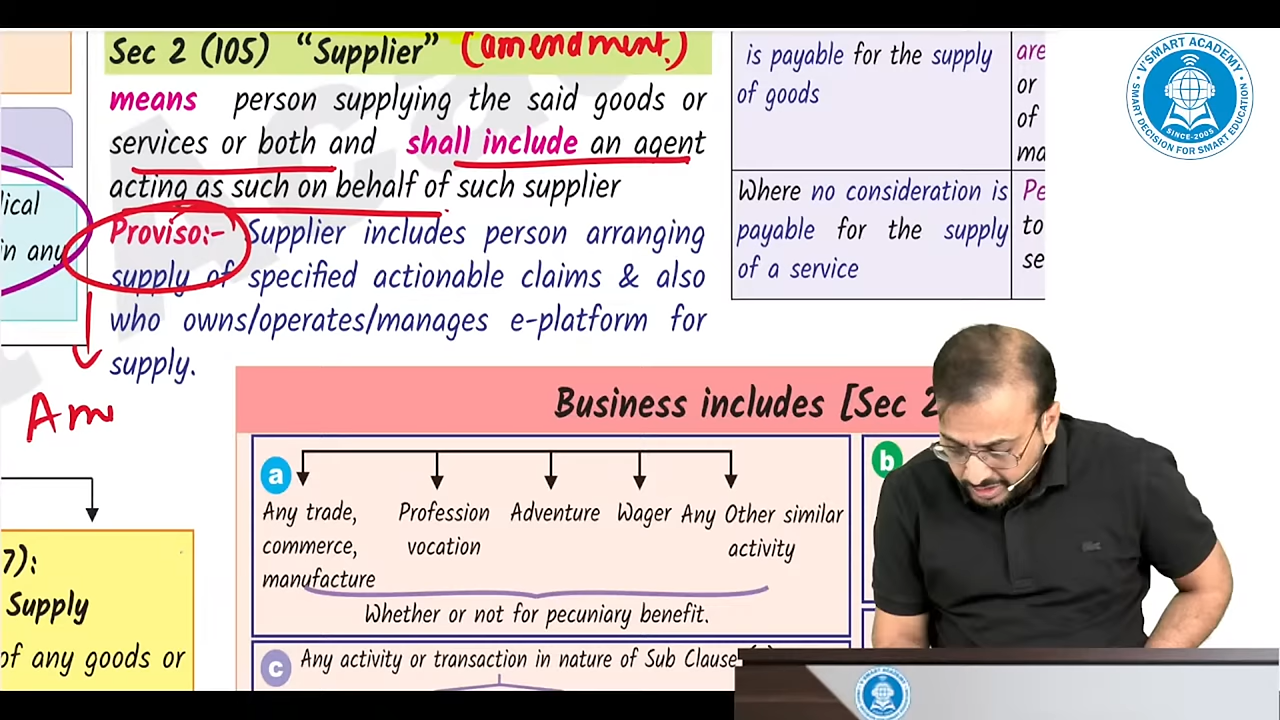 Sec 2 (105) "Supplier" (amendment)
means person supplying the said goods or
services or both and shall include an agent
acting as such on behalf of such supplier
Proviso:- Supplier includes person arranging
supply of specified actionable claims & also
who owns/operates/manages e-platform for
supply.
is payable for the supply
of goods
are
or
of
Where no consideration is
payable for the supply
of a service
to
in any
Am
7):
Supply
of any goods or
Business includes [Sec 2
a
Any trade,
commerce,
manufacture
Profession
vocation
Adventure
Wager
Any Other similar
activity
Whether or not for pecuniary benefit.
b
c
Any activity or transaction in nature of Sub Clause
V'SMART ACADEMY
SMART DECISION FOR SMART EDUCATION
SINCE-2005